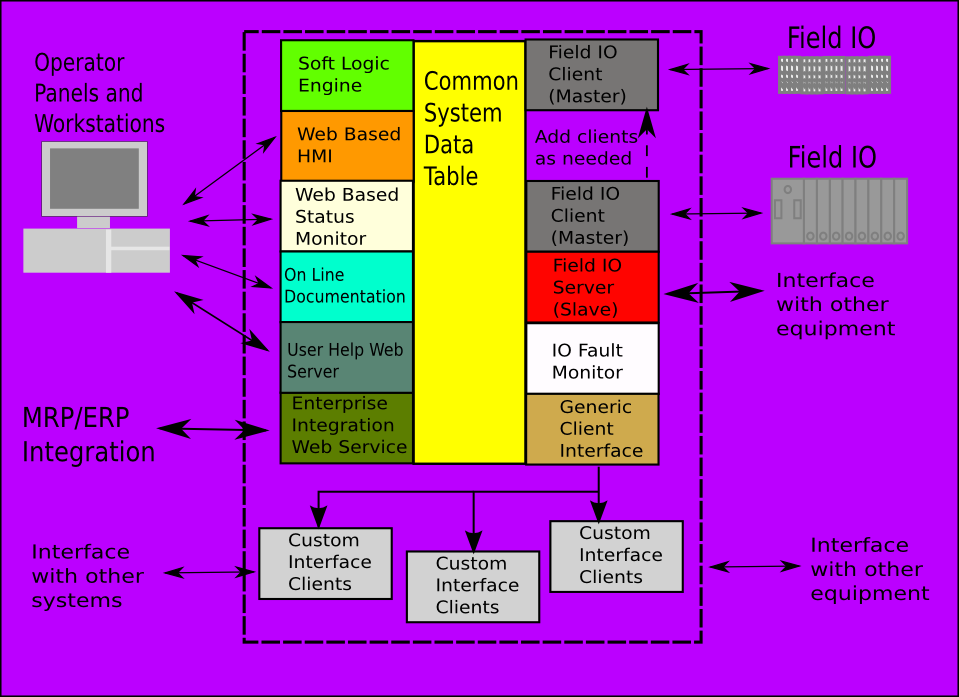 Operator
Panels and
Workstations
Soft Logic
Engine
Web Based
HMI
Web Based
Status
Monitor
On Line
Documentation
User Help Web
Server
Enterprise
Integration
Web Service
Common
System
Data
Table
Field IO
Client
(Master)
Add clients
as needed
Field IO
Client
(Master)
Field IO
Server
(Slave)
IO Fault
Monitor
Generic
Client
Interface
Field IO
Field IO
Interface
with other
equipment
MRP/ERP
Integration
Interface
with other
systems
Custom
Interface
Clients
Custom
Interface
Clients
Custom
Interface
Clients
Interface
with other
equipment